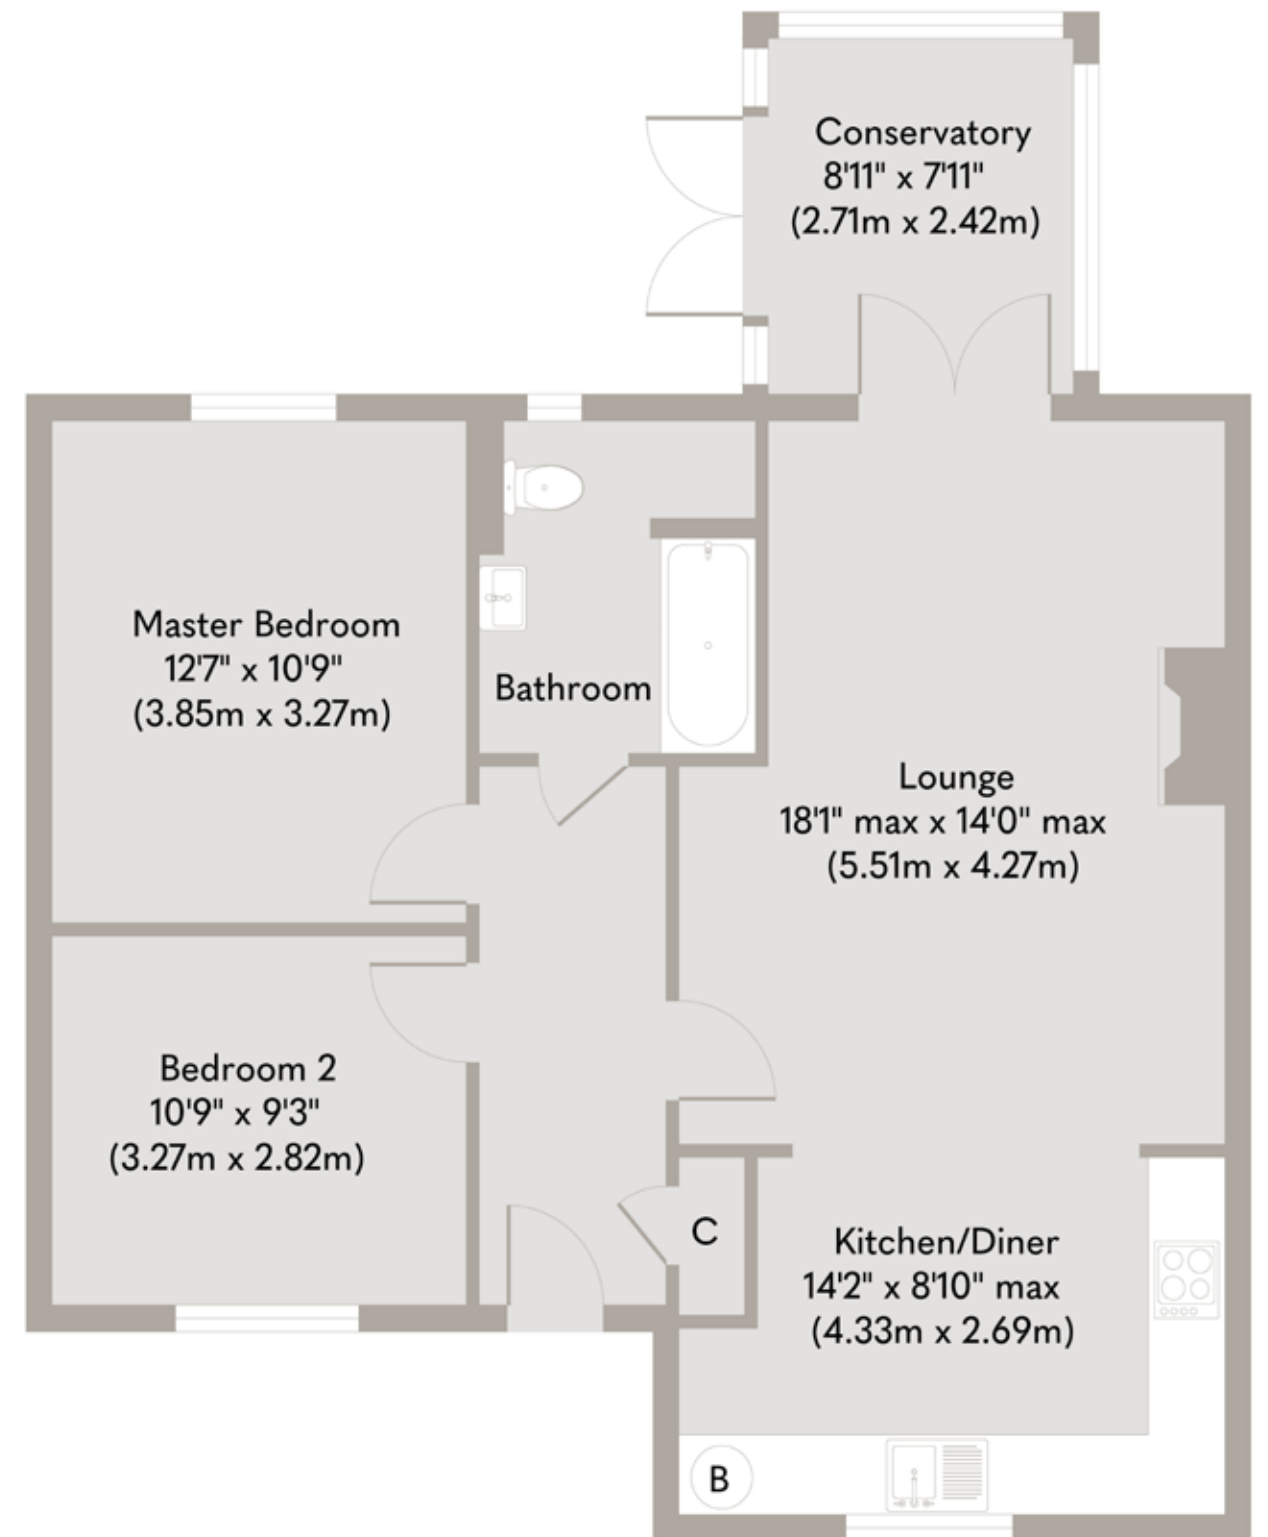 Conservatory
8'11" x 7'11"
(2.71m x 2.42m)
Master Bedroom
12'7" x 10'9"
(3.85m x 3.27m)
Bathroom
Lounge
18'1" max x 14'0" max
(5.51m x 4.27m)
Bedroom 2
10'9" x 9'3"
(3.27m x 2.82m)
C
Kitchen/Diner
14'2" x 8'10" max
(4.33m x 2.69m)
B